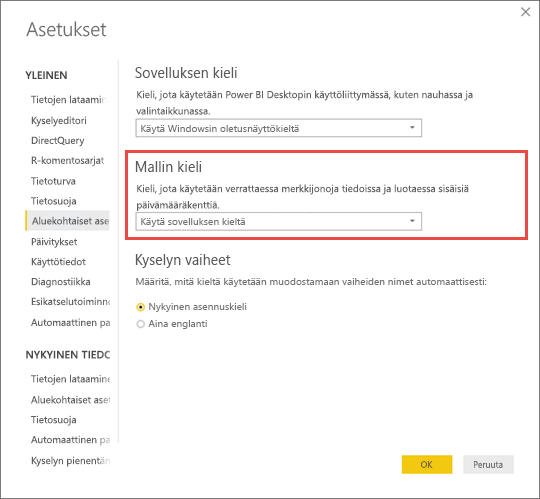 Asetukset
YLEINEN
Tietojen lataamin
Kyselyeditori
DirectQuery
R-komentosarjat
Tietoturva
Tietosuoja
Aluekohtaiset ase
Päivitykset
Käyttötiedot
Diagnostiikka
Esikatselutoiminno
Automaattinen pa
NYKYINEN TIEDO
Tietojen lataamine
Aluekohtaiset aset
Tietosuoja
Automaattinen pa
Kyselyn pienentän
Sovelluksen kieli
Kieli, jota käytetään Power BI Desktopin käyttöliittymässä, kuten nauhassa ja
valintaikkunassa.
Käytä Windowsin oletusnäyttökieltä
Mallin kieli
Kieli, jota käytetään verrattaessa merkkijonoja tiedoissa ja luotaessa sisäisiä
päivämääräkenttiä.
Käytä sovelluksen kieltä
Kyselyn vaiheet
Määritä, mitä kieltä käytetään muodostamaan vaiheiden nimet automaattisesti:
Nykyinen asennuskieli
Aina englanti
OK
Peruuta